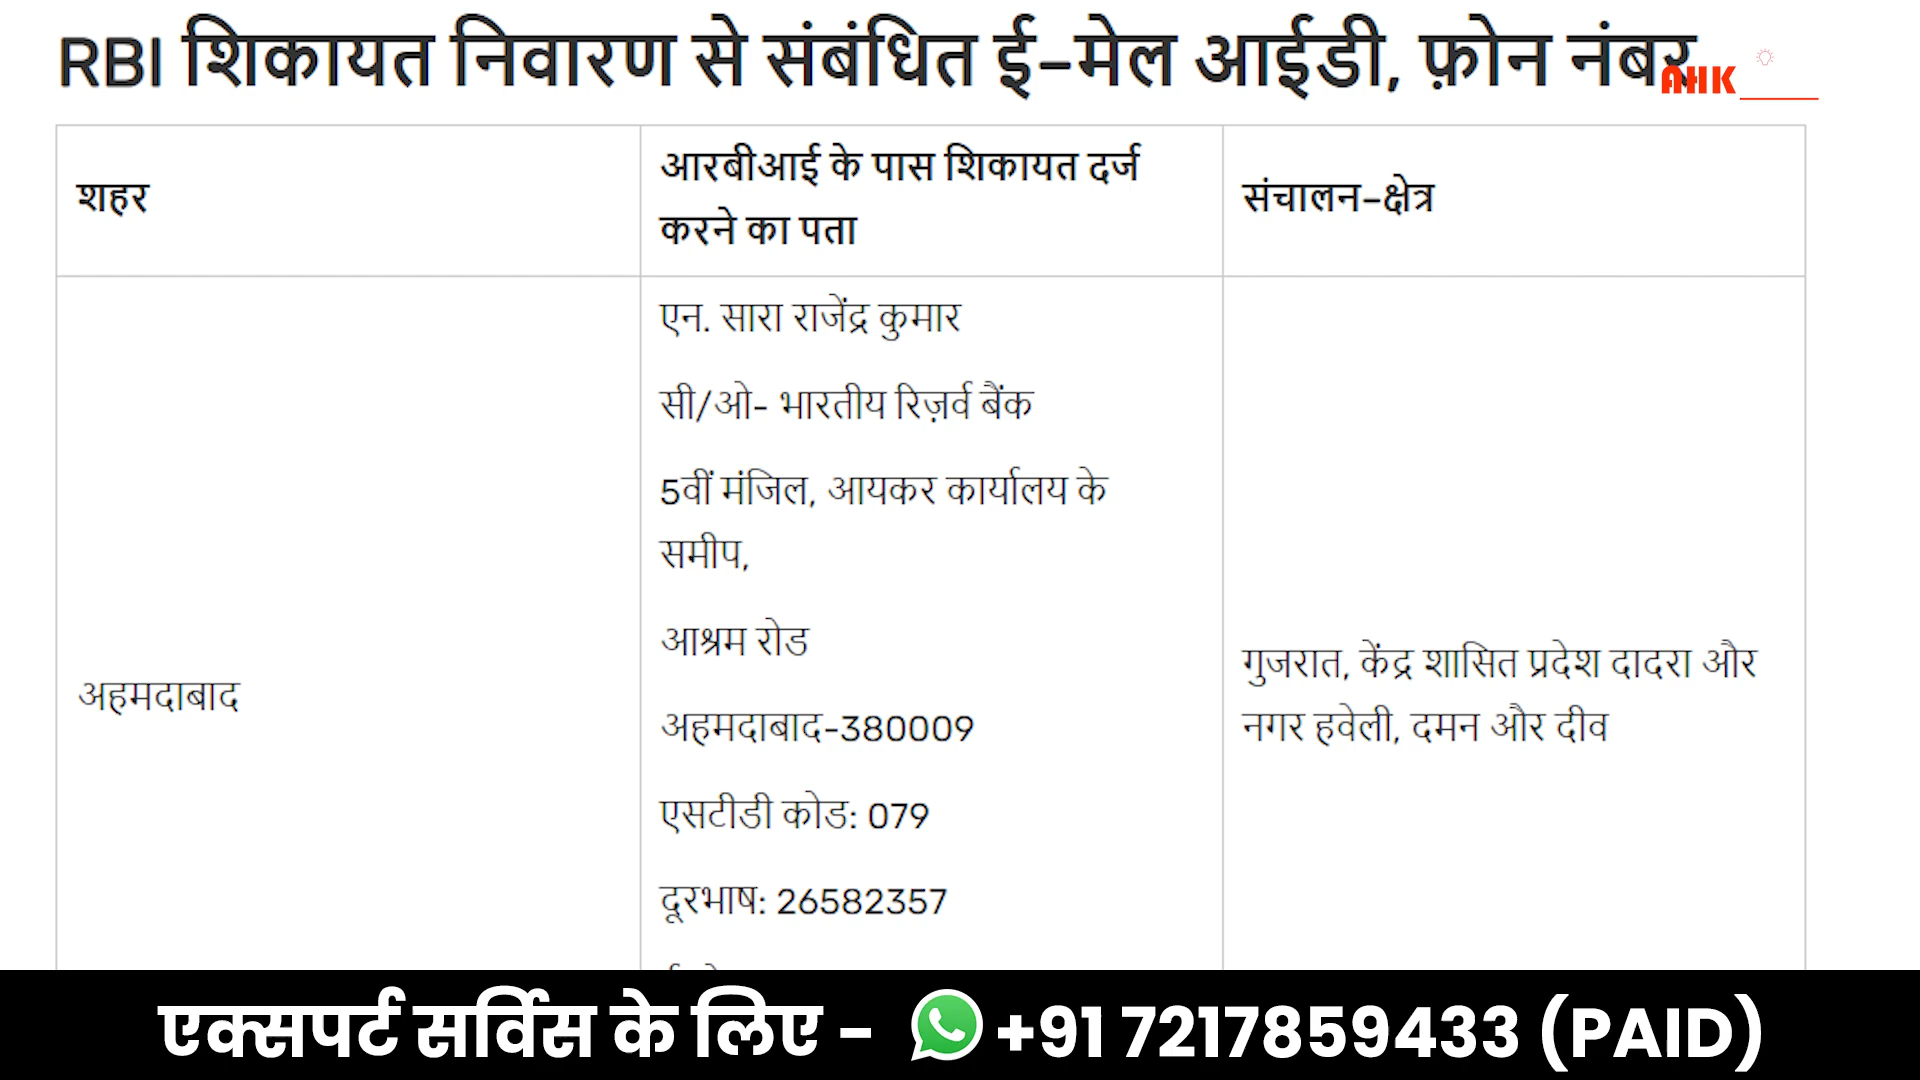 RBI शिकायत निवारण से संबंधित ई-मेल आईडी, फ़ोन नंबर
AHK
शहर
आरबीआई के पास शिकायत दर्ज
करने का पता
संचालन-क्षेत्र
अहमदाबाद
एन. सारा राजेंद्र कुमार
सी/ओ- भारतीय रिज़र्व बैंक
5वीं मंजिल, आयकर कार्यालय के
समीप,
आश्रम रोड
अहमदाबाद-380009
एसटीडी कोड: 079
दूरभाष: 26582357
गुजरात, केंद्र शासित प्रदेश दादरा और
नगर हवेली, दमन और दीव
एक्सपर्ट सर्विस के लिए - +91 7217859433 (PAID)